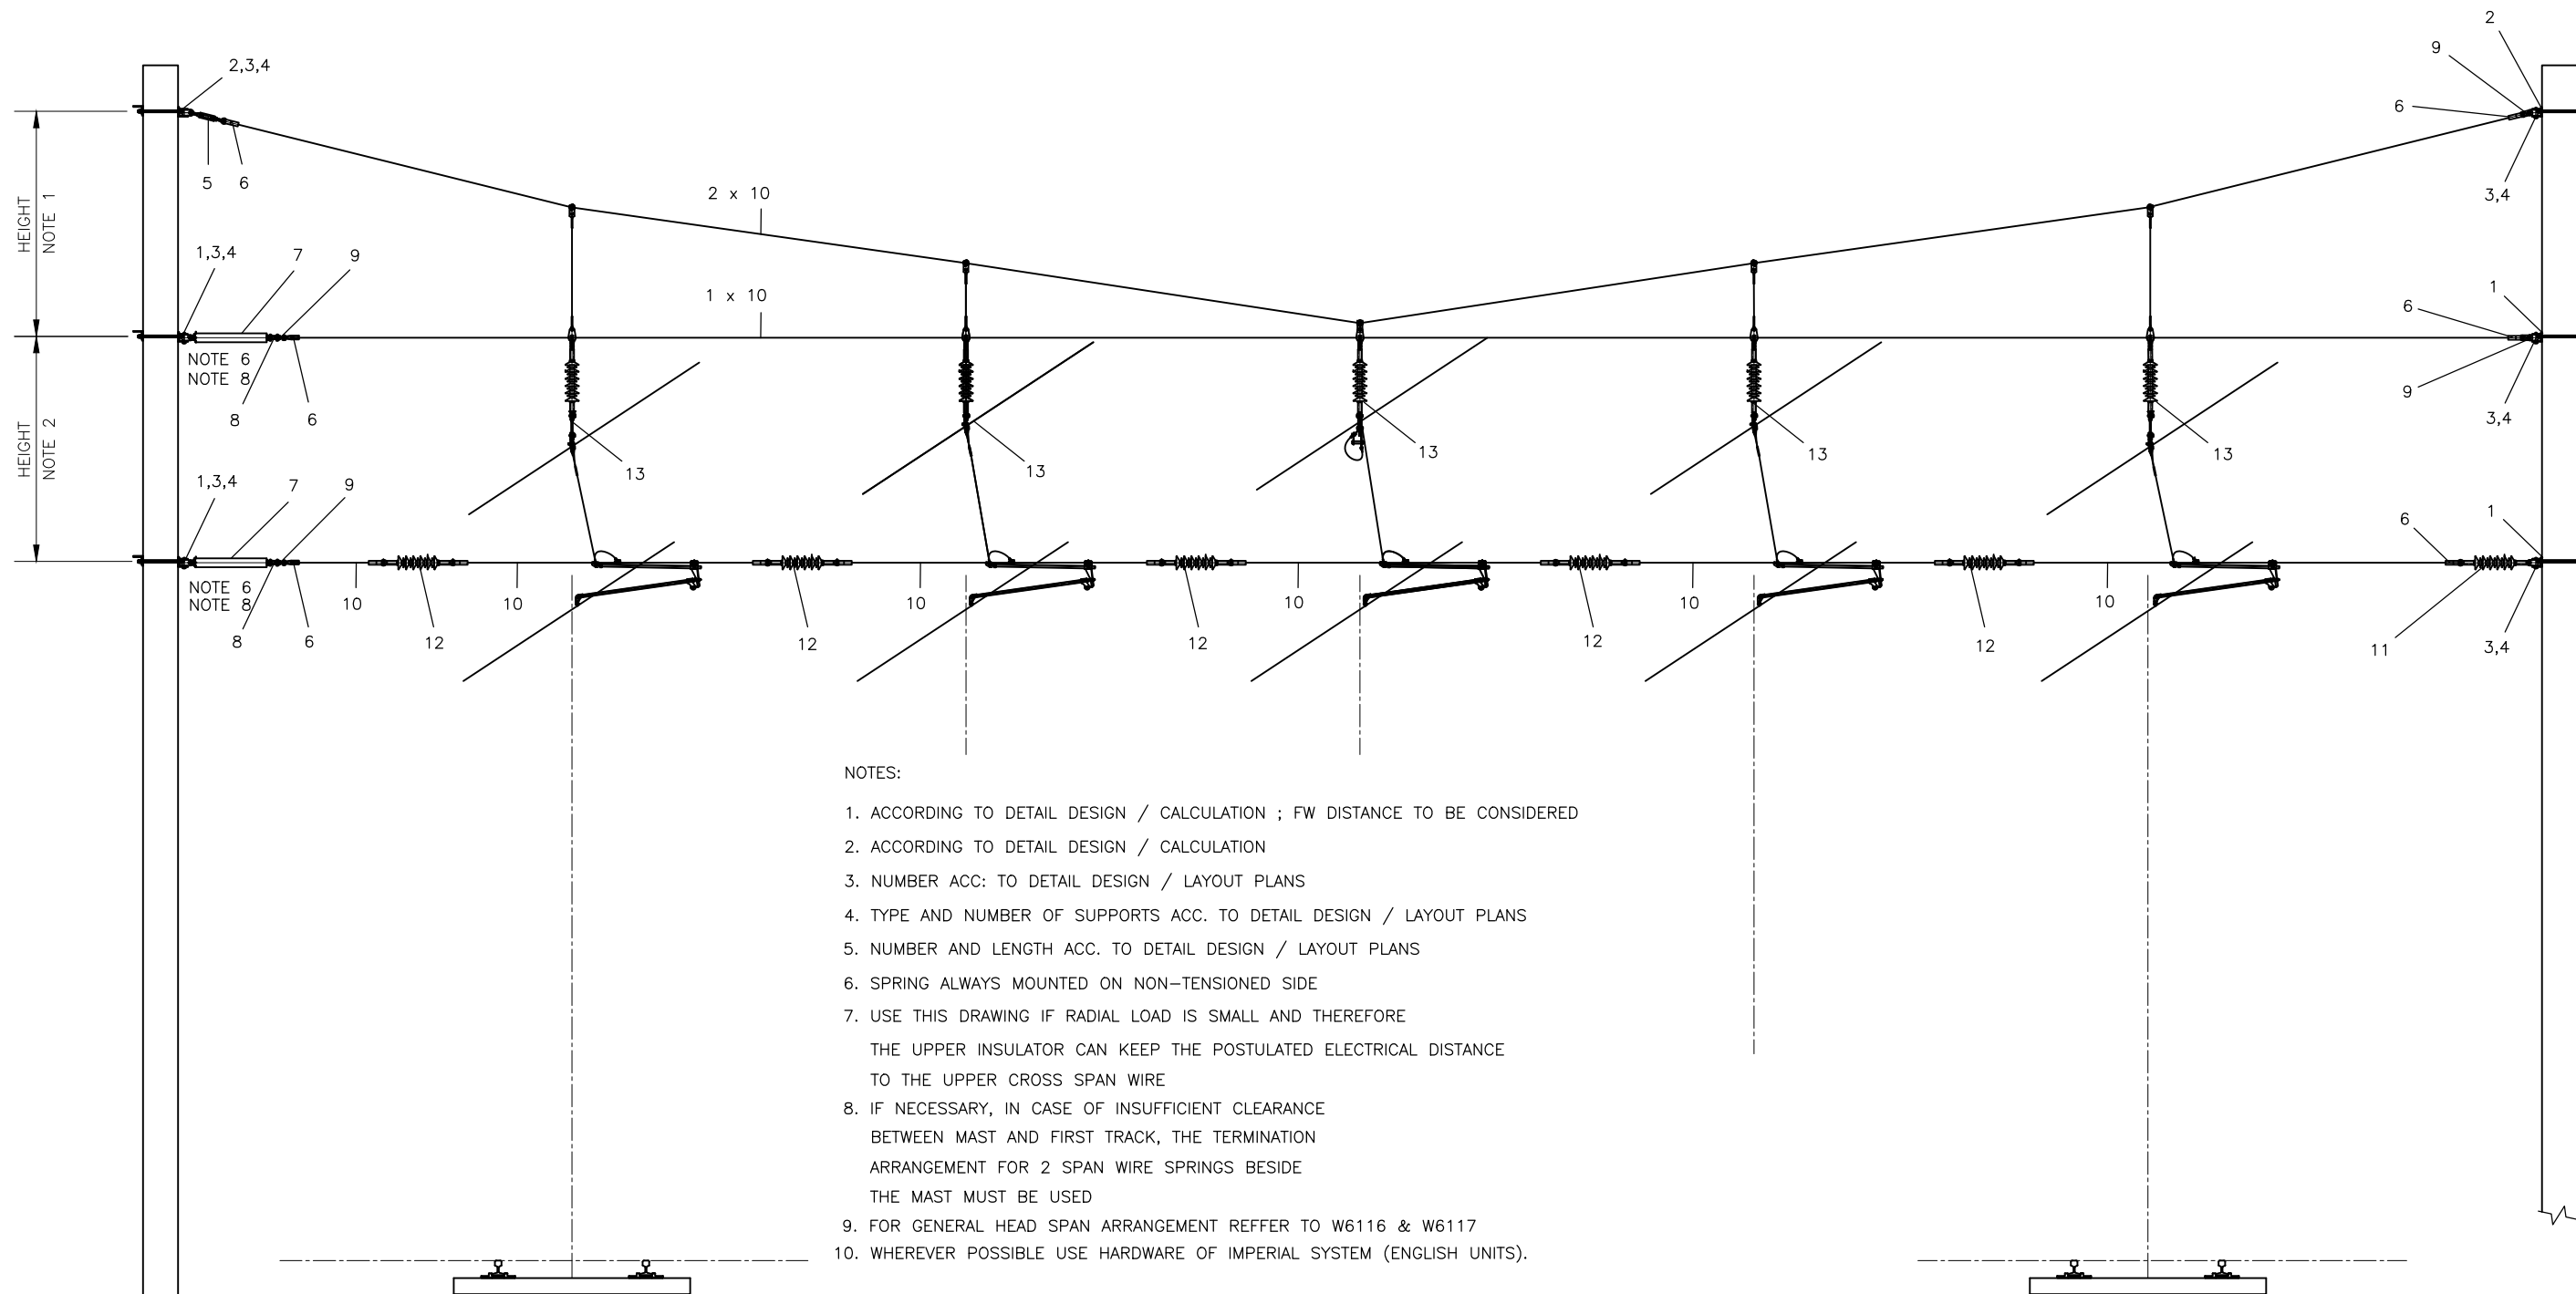 2
9
2,3,4
6
5 6
2 x 10
3,4
HEIGHT
NOTE 1
1,3,4 7 9
1 x 10
1
6
NOTE 6
NOTE 8
8 6
9
3,4
HEIGHT
NOTE 2
13 13 13 13 13
1,3,4 7 9
6 1
NOTE 6
NOTE 8
10 10 10 10 10 10
8 6 12 12 12 12 12
11 3,4
NOTES:
1. ACCORDING TO DETAIL DESIGN / CALCULATION ; FW DISTANCE TO BE CONSIDERED
2. ACCORDING TO DETAIL DESIGN / CALCULATION
3. NUMBER ACC: TO DETAIL DESIGN / LAYOUT PLANS
4. TYPE AND NUMBER OF SUPPORTS ACC. TO DETAIL DESIGN / LAYOUT PLANS
5. NUMBER AND LENGTH ACC. TO DETAIL DESIGN / LAYOUT PLANS
6. SPRING ALWAYS MOUNTED ON NON-TENSIONED SIDE
7. USE THIS DRAWING IF RADIAL LOAD IS SMALL AND THEREFORE
THE UPPER INSULATOR CAN KEEP THE POSTULATED ELECTRICAL DISTANCE
TO THE UPPER CROSS SPAN WIRE
8. IF NECESSARY, IN CASE OF INSUFFICIENT CLEARANCE
BETWEEN MAST AND FIRST TRACK, THE TERMINATION
ARRANGEMENT FOR 2 SPAN WIRE SPRINGS BESIDE
THE MAST MUST BE USED
9. FOR GENERAL HEAD SPAN ARRANGEMENT REFFER TO W6116 & W6117
10. WHEREVER POSSIBLE USE HARDWARE OF IMPERIAL SYSTEM (ENGLISH UNITS).